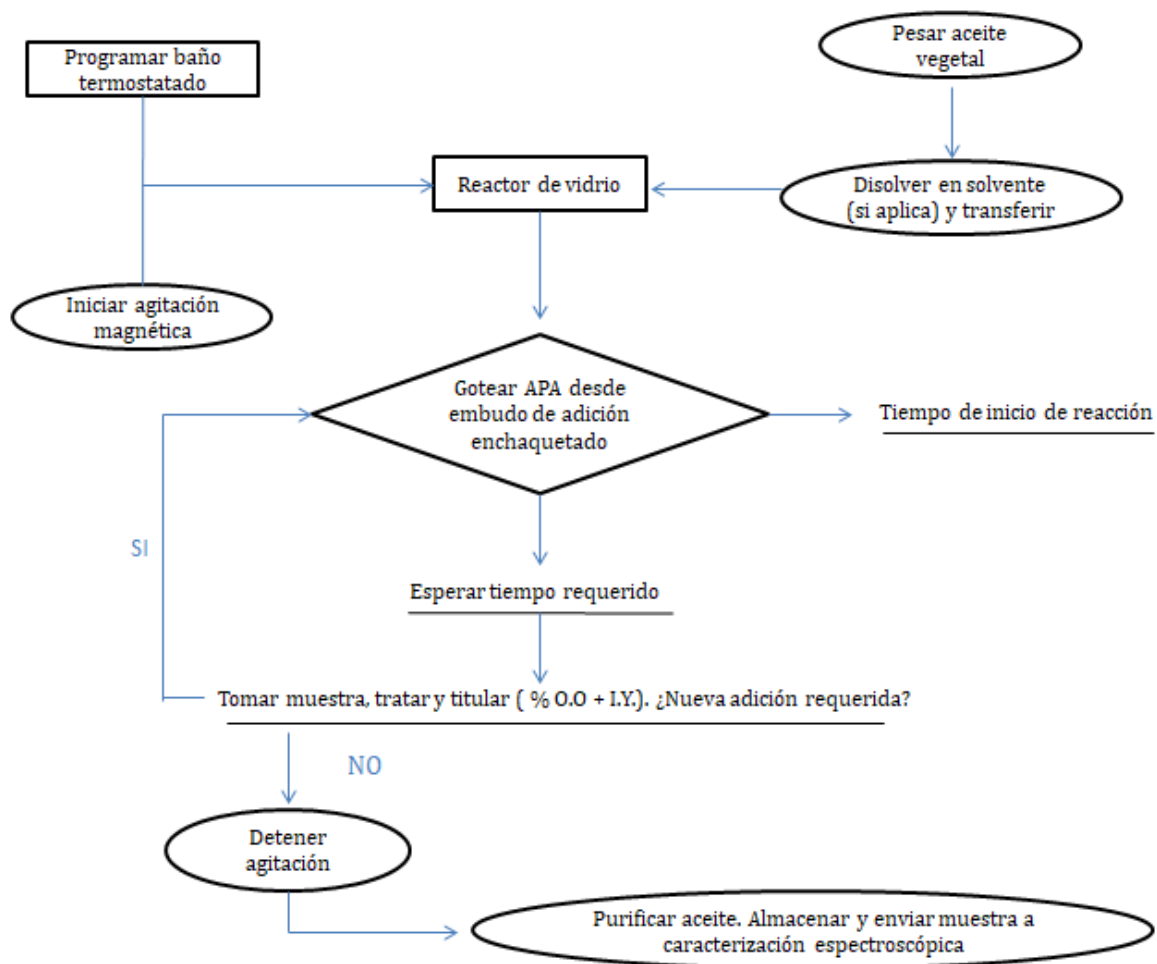 Programar baño
termostatado
Pesar aceite
vegetal
Reactor de vidrio
Disolver en solvente
(si aplica) y transferir
Iniciar agitación
magnética
Gotear APA desde
embudo de adición
enchaquetado
Tiempo de inicio de reacción
SI
Esperar tiempo requerido
Tomar muestra, tratar y titular ( % O.O + I.Y.). ¿Nueva adición requerida?
NO
Detener
agitación
Purificar aceite. Almacenar y enviar muestra a
caracterización espectroscópica